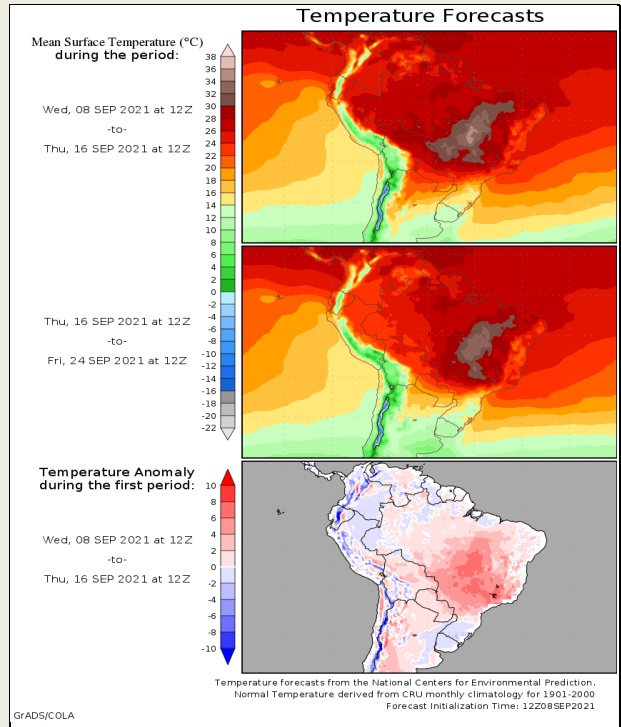 Temperature Forecasts
Mean Surface Temperature (°C)
during the period:
Wed, 08 SEP 2021 at 12Z
-to-
Thu, 16 SEP 2021 at 12Z
38
36
34
32
30
28
26
24
22
20
18
16
14
12
10
8
6
4
2
0
-2
-4
-6
-8
-10
-12
-14
-16
-18
-20
-22
Thu, 16 SEP 2021 at 12Z
-to-
Fri, 24 SEP 2021 at 12Z
Temperature Anomaly
during the first period:
Wed, 08 SEP 2021 at 12Z
-to-
Thu, 16 SEP 2021 at 12Z
10
8
6
4
2
0
-2
-4
-6
-8
-10
Temperature forecasts from the National Centers for Environmental Prediction.
Normal Temperature derived from CRU monthly climatology for 1901-2000
Forecast Initialization Time: 12Z08SEP2021
GrADS/COLA